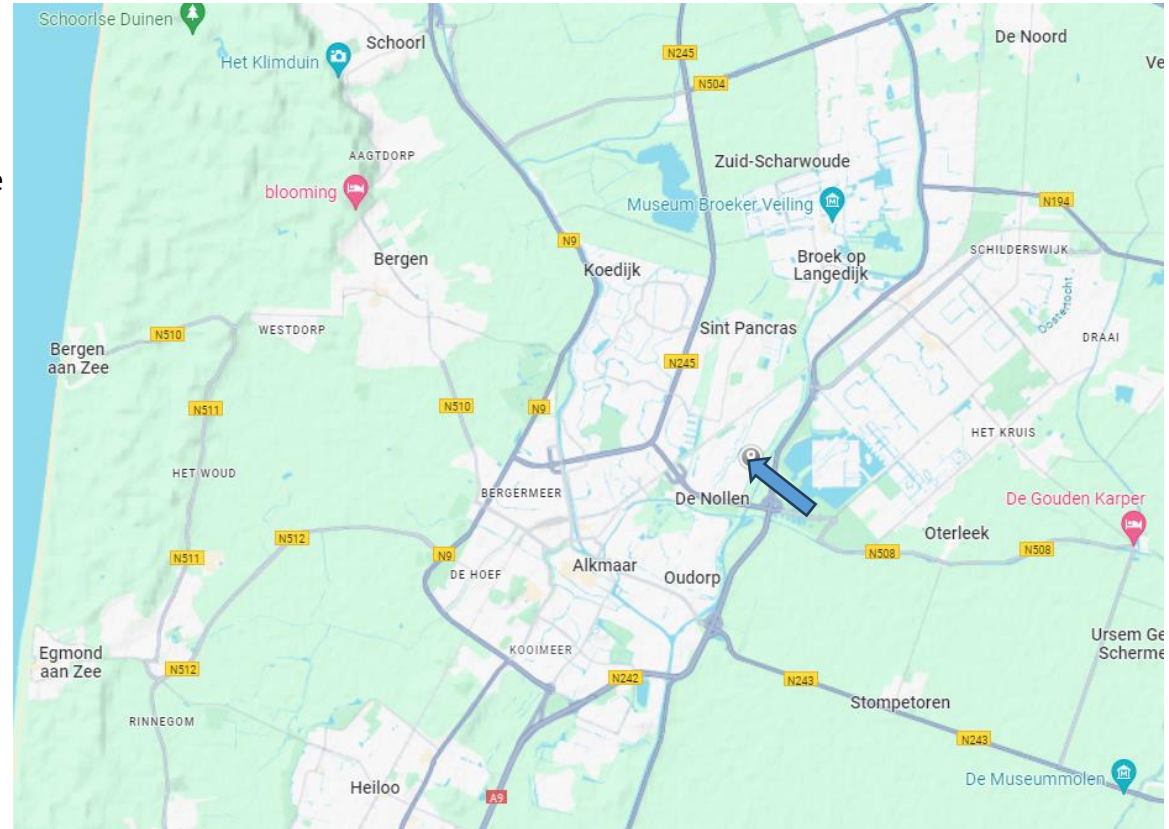 Schoorlse Duinen
Schoorl
De Noord
Het Klimduin
N245
Ve
N504
AAGTDORP
Zuid-Scharwoude
e
blooming
Museum Broeker Veiling
N194
N9
SCHILDERSWIJK
Bergen
Koedijk
Broek op
Langedijk
Oostertocht
WESTDORP
Sint Pancras
N510
DRAAI
Bergen
aan Zee
N245
N511
N510
N9
HET KRUIS
HET WOUD
BERGERMEER
De Nollen
De Gouden Karper
N512
Oterleek
N511
N9
N508
N508
DE HOEF
Alkmaar
Oudorp
Egmond
aan Zee
KOOIMEER
Ursem Ge
Scherme
N512
N242
N243
Stompetoren
RINNEGOM
N243
Heiloo
De Museummolen
A9